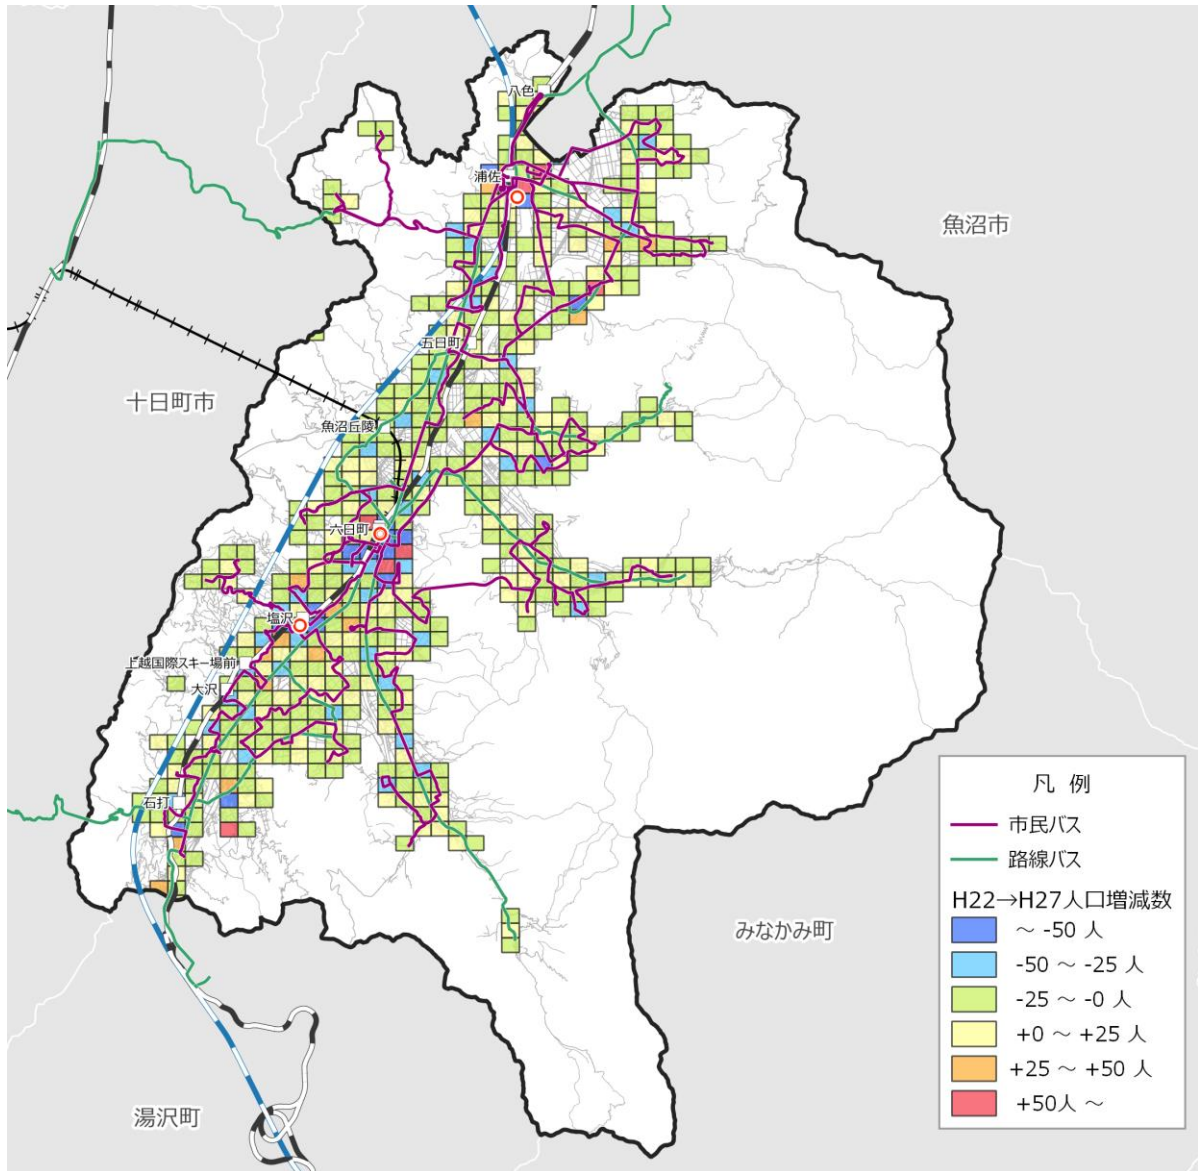 八色
浦佐
魚沼市
五日町
十日町市
魚沼丘陵
六日町
塩沢
上越国際スキー場前
大沢
石打
凡 例
市民バス
路線バス
H22→H27人口増減数
～ -50 人
-50 ～ -25 人
-25 ～ -0 人
+0 ～ +25 人
+25 ～ +50 人
+50人 ～
みなかみ町
湯沢町